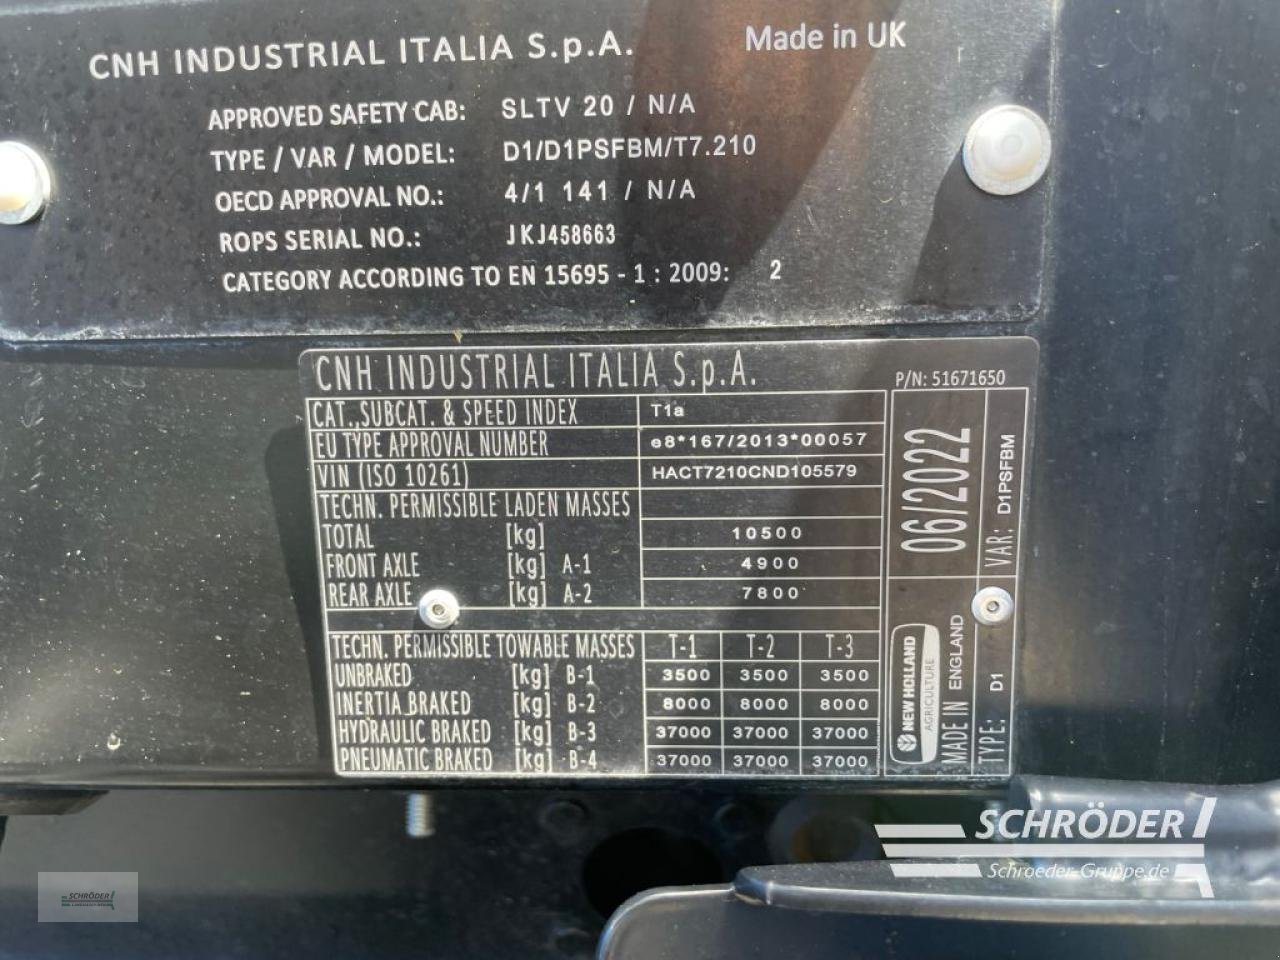 CNH INDUSTRIAL ITALIA S.p.A. Made in UK
APPROVED SAFETY CAB: SLTV 20 / N/A
TYPE / VAR / MODEL: D1/D1PSFBM/T7.210
OECD APPROVAL NO.: 4/1 141 / N/A
ROPS SERIAL NO.: JKJ458663
CATEGORY ACCORDING TO EN 15695 - 1 : 2009: 2
CNH INDUSTRIAL ITALIA S.p.A. P/N: 51671650
CAT.,SUBCAT. & SPEED INDEX T1a
EU TYPE APPROVAL NUMBER e8*167/2013*00057
VIN (ISO 10261) HACT7210CND105579
TECHN. PERMISSIBLE LADEN MASSES
TOTAL [kg] 10500
FRONT AXLE [kg] A-1 4900
REAR AXLE [kg] A-2 7800
TECHN. PERMISSIBLE TOWABLE MASSES T-1 T-2 T-3
UNBRAKED [kg] B-1 3500 3500 3500
INERTIA BRAKED [kg] B-2 8000 8000 8000
HYDRAULIC BRAKED [kg] B-3 37000 37000 37000
PNEUMATIC BRAKED [kg] B-4 37000 37000 37000
06/2022
VAR.: D1PSFBM
NEW HOLLAND
AGRICULTURE
MADE IN ENGLAND
TYPE: D1
SCHRÖDER
Schroeder-Gruppe.de
SCHRÖDER